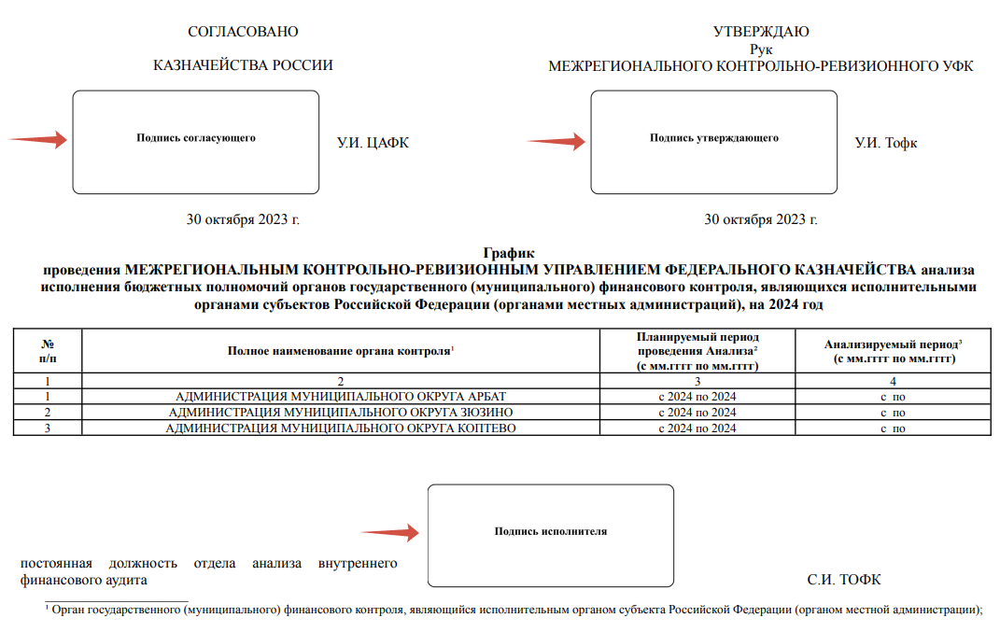 СОГЛАСОВАНО
КАЗНАЧЕЙСТВА РОССИИ
Подпись согласующего
У.И. ЦАФК
30 октября 2023 г.
УТВЕРЖДАЮ
Рук
МЕЖРЕГИОНАЛЬНОГО КОНТРОЛЬНО-РЕВИЗИОННОГО УФК
Подпись утверждающего
У.И. Тофк
30 октября 2023 г.
График
проведения МЕЖРЕГИОНАЛЬНЫМ КОНТРОЛЬНО-РЕВИЗИОННЫМ УПРАВЛЕНИЕМ ФЕДЕРАЛЬНОГО КАЗНАЧЕЙСТВА анализа
исполнения бюджетных полномочий органов государственного (муниципального) финансового контроля, являющихся исполнительными
органами субъектов Российской Федерации (органами местных администраций), на 2024 год
№ п/п
Полное наименование органа контроля¹
Планируемый период
проведения Анализа²
(с мм.гггг по мм.гггг)
Анализируемый период³
(с мм.гггг по мм.гггг)
1 2 3 4
1 АДМИНИСТРАЦИЯ МУНИЦИПАЛЬНОГО ОКРУГА АРБАТ с 2024 по 2024 с по
2 АДМИНИСТРАЦИЯ МУНИЦИПАЛЬНОГО ОКРУГА ЗЮЗИНО с 2024 по 2024 с по
3 АДМИНИСТРАЦИЯ МУНИЦИПАЛЬНОГО ОКРУГА КОПТЕВО с 2024 по 2024 с по
Подпись исполнителя
постоянная должность отдела анализа внутреннего
финансового аудита
С.И. ТОФК
¹ Орган государственного (муниципального) финансового контроля, являющийся исполнительным органом субъекта Российской Федерации (органом местной администрации);